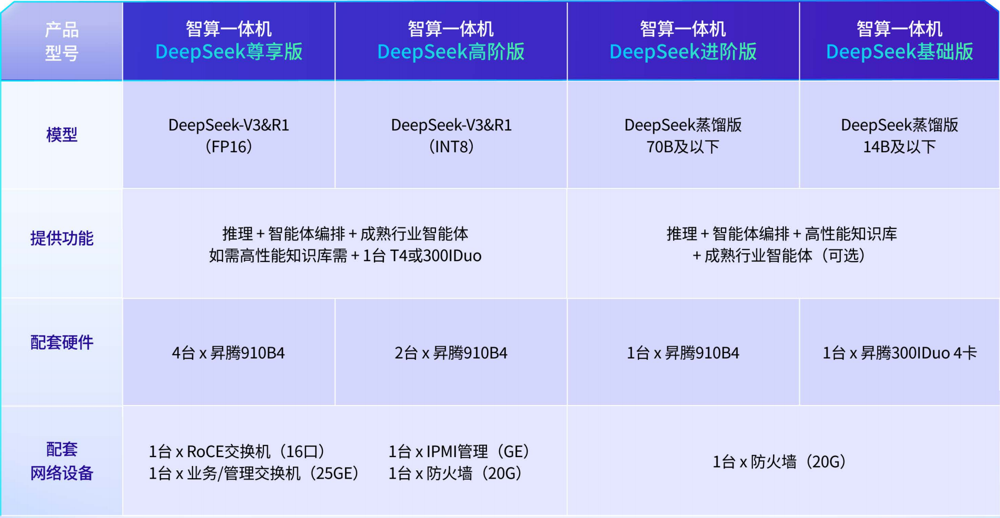 产品
型号
智算一体机
DeepSeek尊享版
智算一体机
DeepSeek高阶版
智算一体机
DeepSeek进阶版
智算一体机
DeepSeek基础版
模型
DeepSeek-V3&R1
（FP16）
DeepSeek-V3&R1
（INT8）
DeepSeek蒸馏版
70B及以下
DeepSeek蒸馏版
14B及以下
提供功能
推理 + 智能体编排 + 成熟行业智能体
如需高性能知识库需 + 1台 T4或300IDuo
推理 + 智能体编排 + 高性能知识库
+ 成熟行业智能体（可选）
配套硬件
4台 x 昇腾910B4
2台 x 昇腾910B4
1台 x 昇腾910B4
1台 x 昇腾300IDuo 4卡
配套
网络设备
1台 x RoCE交换机（16口）
1台 x 业务/管理交换机（25GE）
1台 x IPMI管理（GE）
1台 x 防火墙（20G）
1台 x 防火墙（20G）